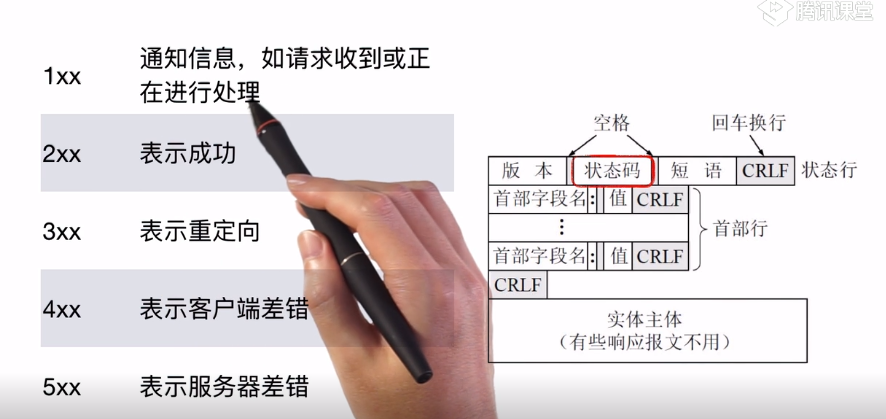 腾讯课堂
1xx
通知信息，如请求收到或正
在进行处理
2xx 表示成功
3xx 表示重定向
4xx 表示客户端差错
5xx 表示服务器差错
空格 回车换行
版 本 状态码 短 语 CRLF 状态行
首部字段名 : 值 CRLF
⋮ 首部行
首部字段名 : 值 CRLF
CRLF
实体主体
（有些响应报文不用）